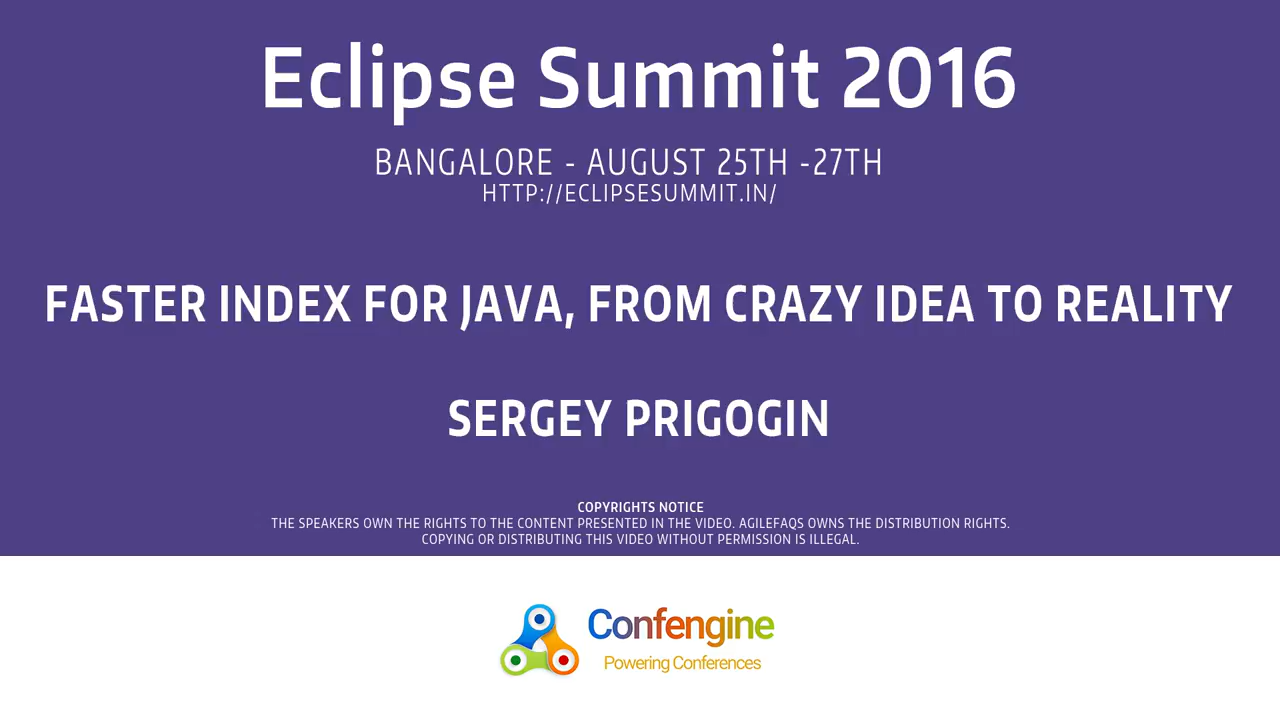 Eclipse Summit 2016
BANGALORE - AUGUST 25TH -27TH
HTTP://ECLIPSESUMMIT.IN/
FASTER INDEX FOR JAVA, FROM CRAZY IDEA TO REALITY
SERGEY PRIGOGIN
COPYRIGHTS NOTICE
THE SPEAKERS OWN THE RIGHTS TO THE CONTENT PRESENTED IN THE VIDEO. AGILEFAQS OWNS THE DISTRIBUTION RIGHTS.
COPYING OR DISTRIBUTING THIS VIDEO WITHOUT PERMISSION IS ILLEGAL.
Confengine
Powering Conferences